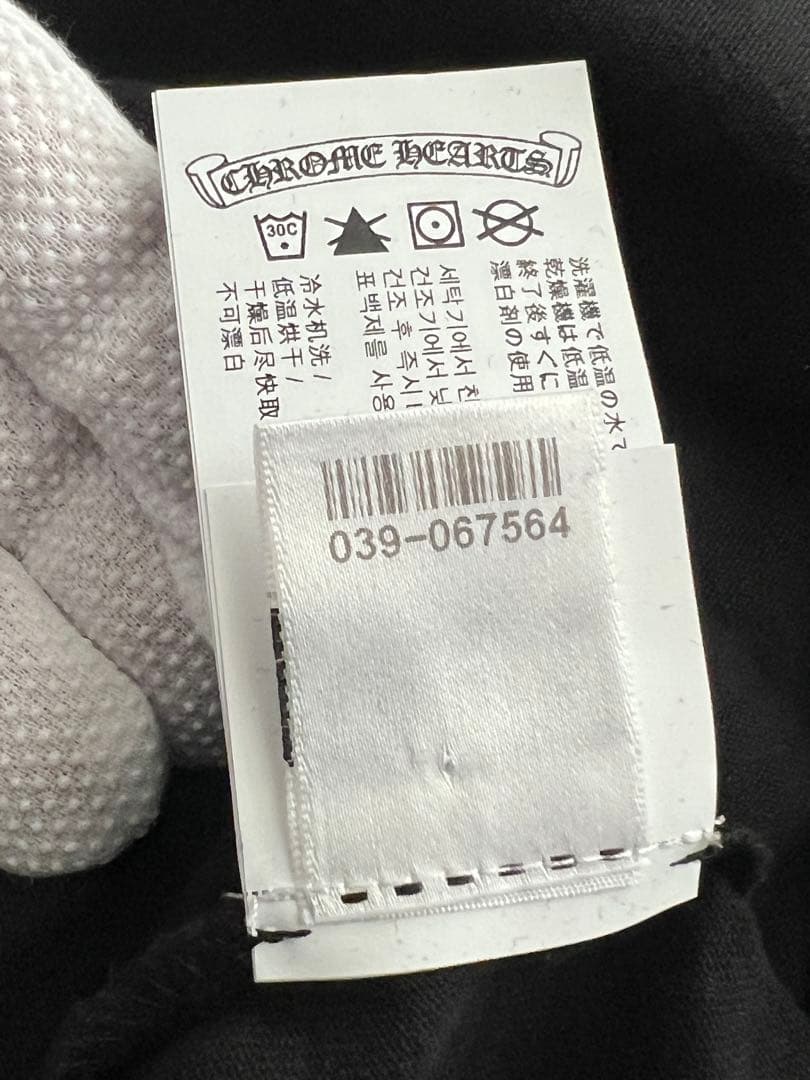 CHROME HEARTS
30C
洗濯機で低温の水で
乾燥機は低温
終了後すぐに
漂白剤の使用
세탁기에서 찬
건조기에서 낮
건조 후 즉시
표백제를 사용
冷水机洗/
低温烘干/
干燥后尽快取
不可漂白
039-067564